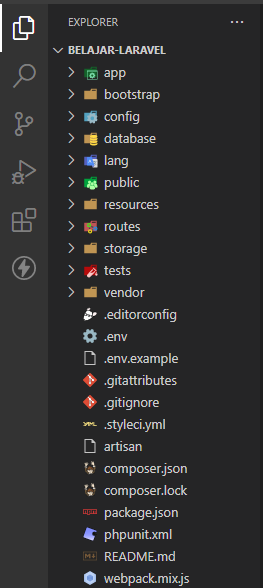 EXPLORER
BELAJAR-LARAVEL
app
bootstrap
config
database
lang
public
resources
routes
storage
tests
vendor
.editorconfig
.env
.env.example
.gitattributes
.gitignore
.styleci.yml
artisan
composer.json
composer.lock
package.json
phpunit.xml
README.md
webpack.mix.js